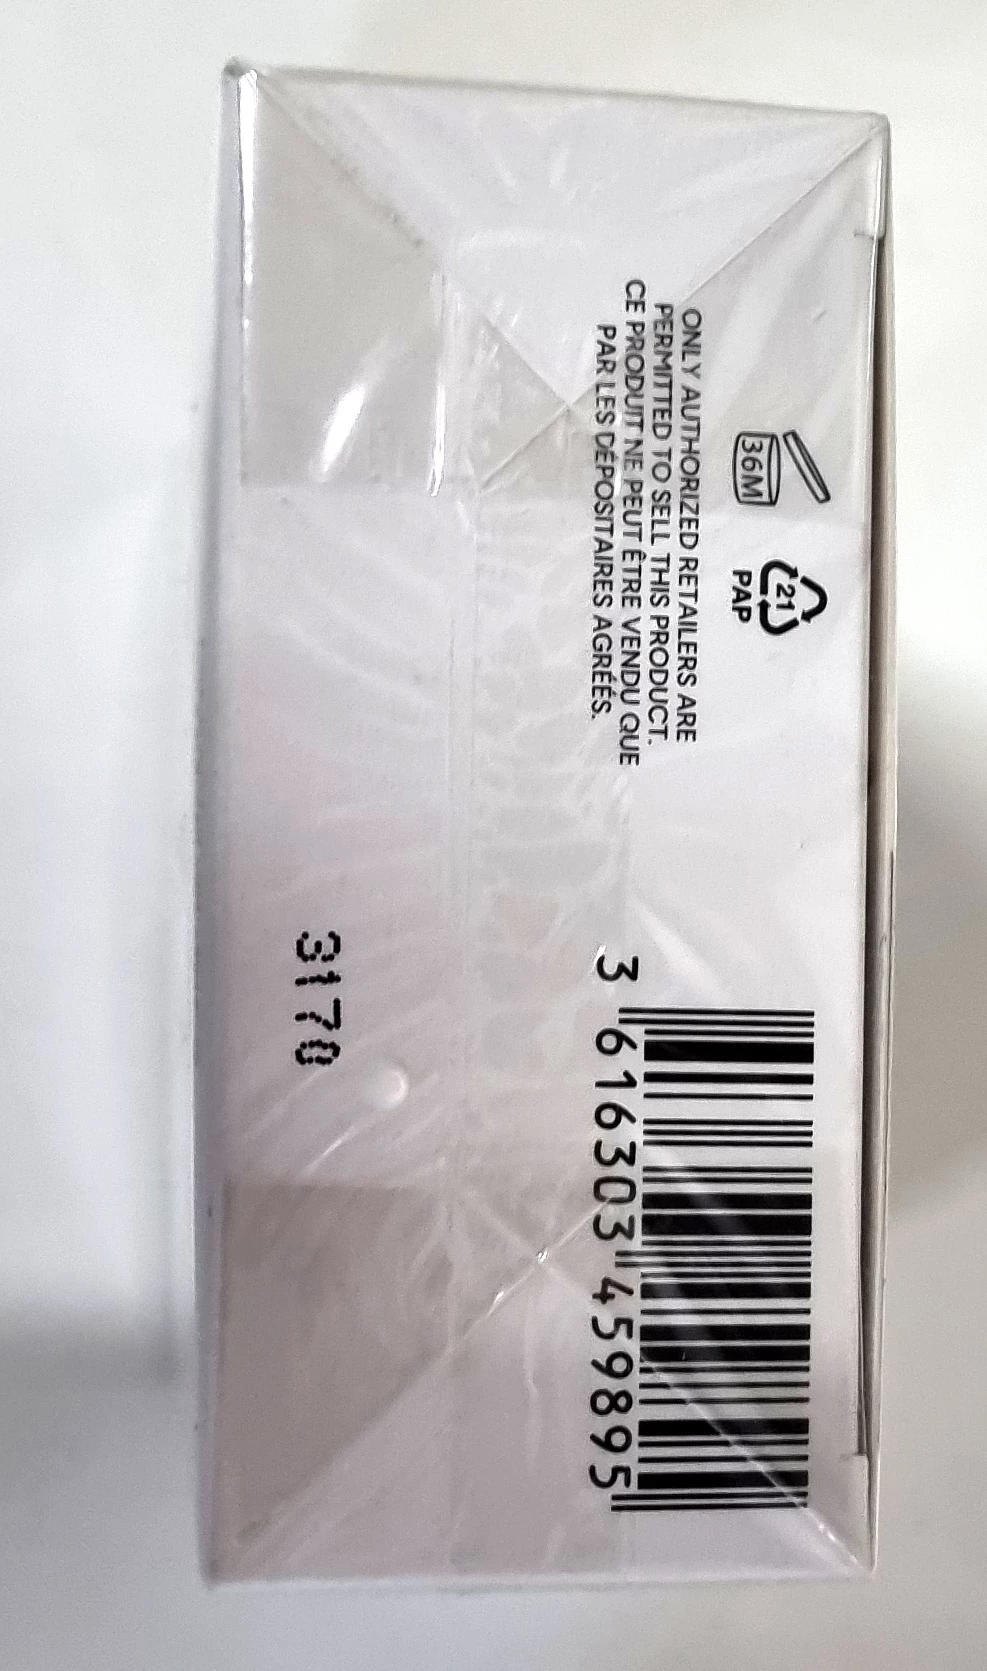 36M
21
PAP
ONLY AUTHORIZED RETAILERS ARE
PERMITTED TO SELL THIS PRODUCT.
CE PRODUIT NE PEUT ÊTRE VENDU QUE
PAR LES DÉPOSITAIRES AGRÉÉS.
3 616303 459895
3170